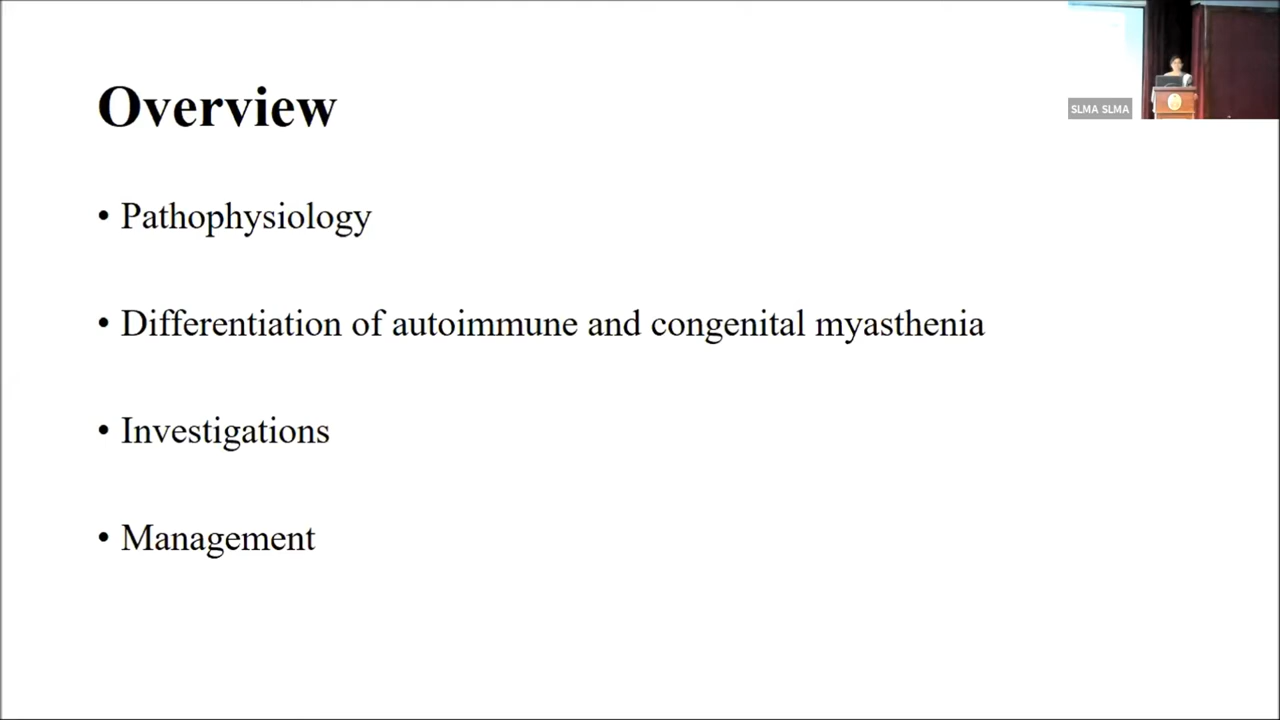 Overview
SLMA SLMA
• Pathophysiology
• Differentiation of autoimmune and congenital myasthenia
• Investigations
• Management